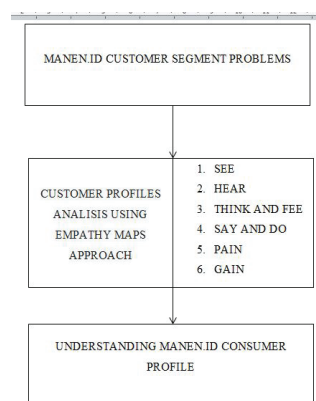 MANEN.ID CUSTOMER SEGMENT PROBLEMS
CUSTOMER PROFILES
ANALISIS USING
EMPATHY MAPS
APPROACH
1. SEE
2. HEAR
3. THINK AND FEE
4. SAY AND DO
5. PAIN
6. GAIN
UNDERSTANDING MANEN.ID CONSUMER
PROFILE